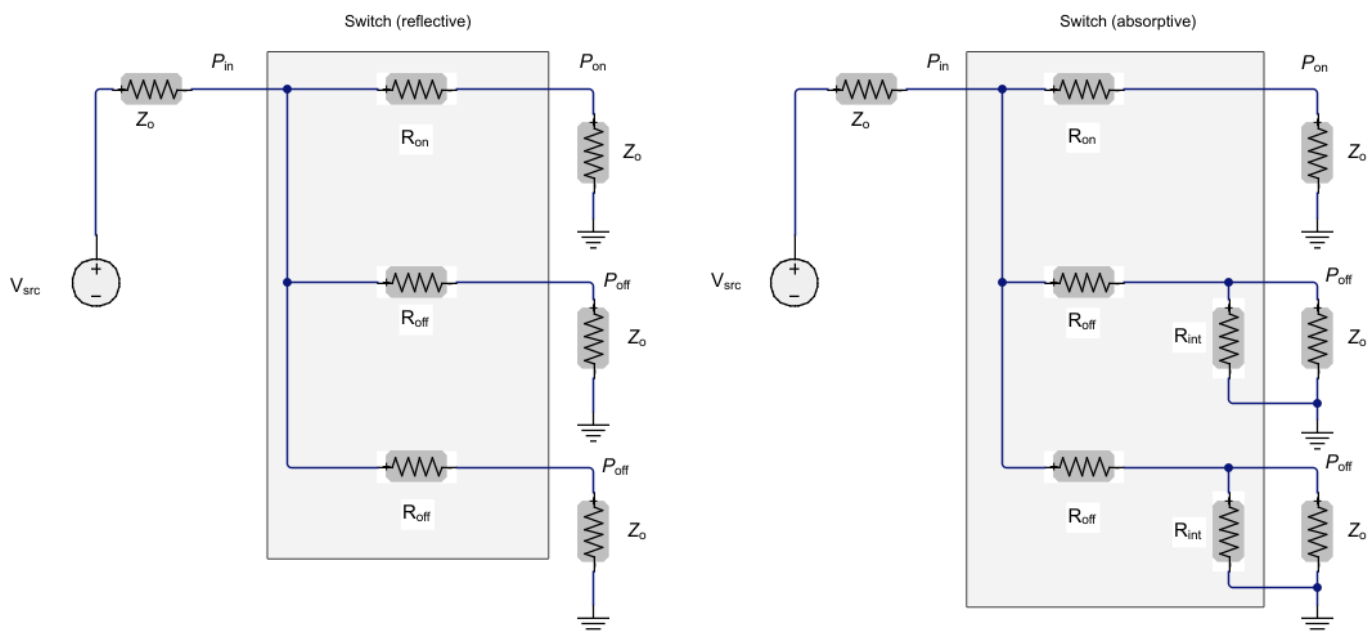 Switch (reflective)
Switch (absorptive)
Pin
Pon
Zo
Ron
Zo
Vsrc
Poff
Roff
Zo
Poff
Roff
Zo
Pin
Pon
Zo
Ron
Zo
Vsrc
Poff
Roff
Rint
Zo
Poff
Roff
Rint
Zo